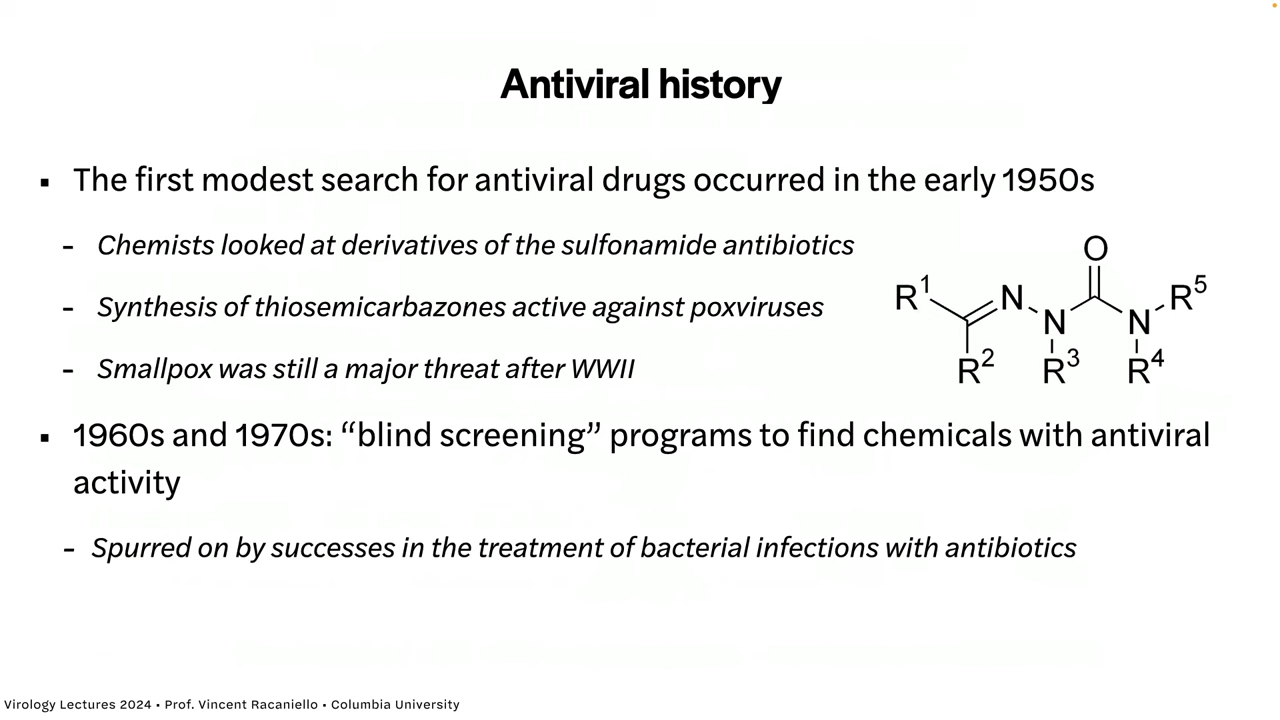 Antiviral history
▪ The first modest search for antiviral drugs occurred in the early 1950s
- Chemists looked at derivatives of the sulfonamide antibiotics
- Synthesis of thiosemicarbazones active against poxviruses
- Smallpox was still a major threat after WWII
O
R1 N R5
N N
R2 R3 R4
▪ 1960s and 1970s: “blind screening” programs to find chemicals with antiviral
activity
- Spurred on by successes in the treatment of bacterial infections with antibiotics
Virology Lectures 2024 • Prof. Vincent Racaniello • Columbia University